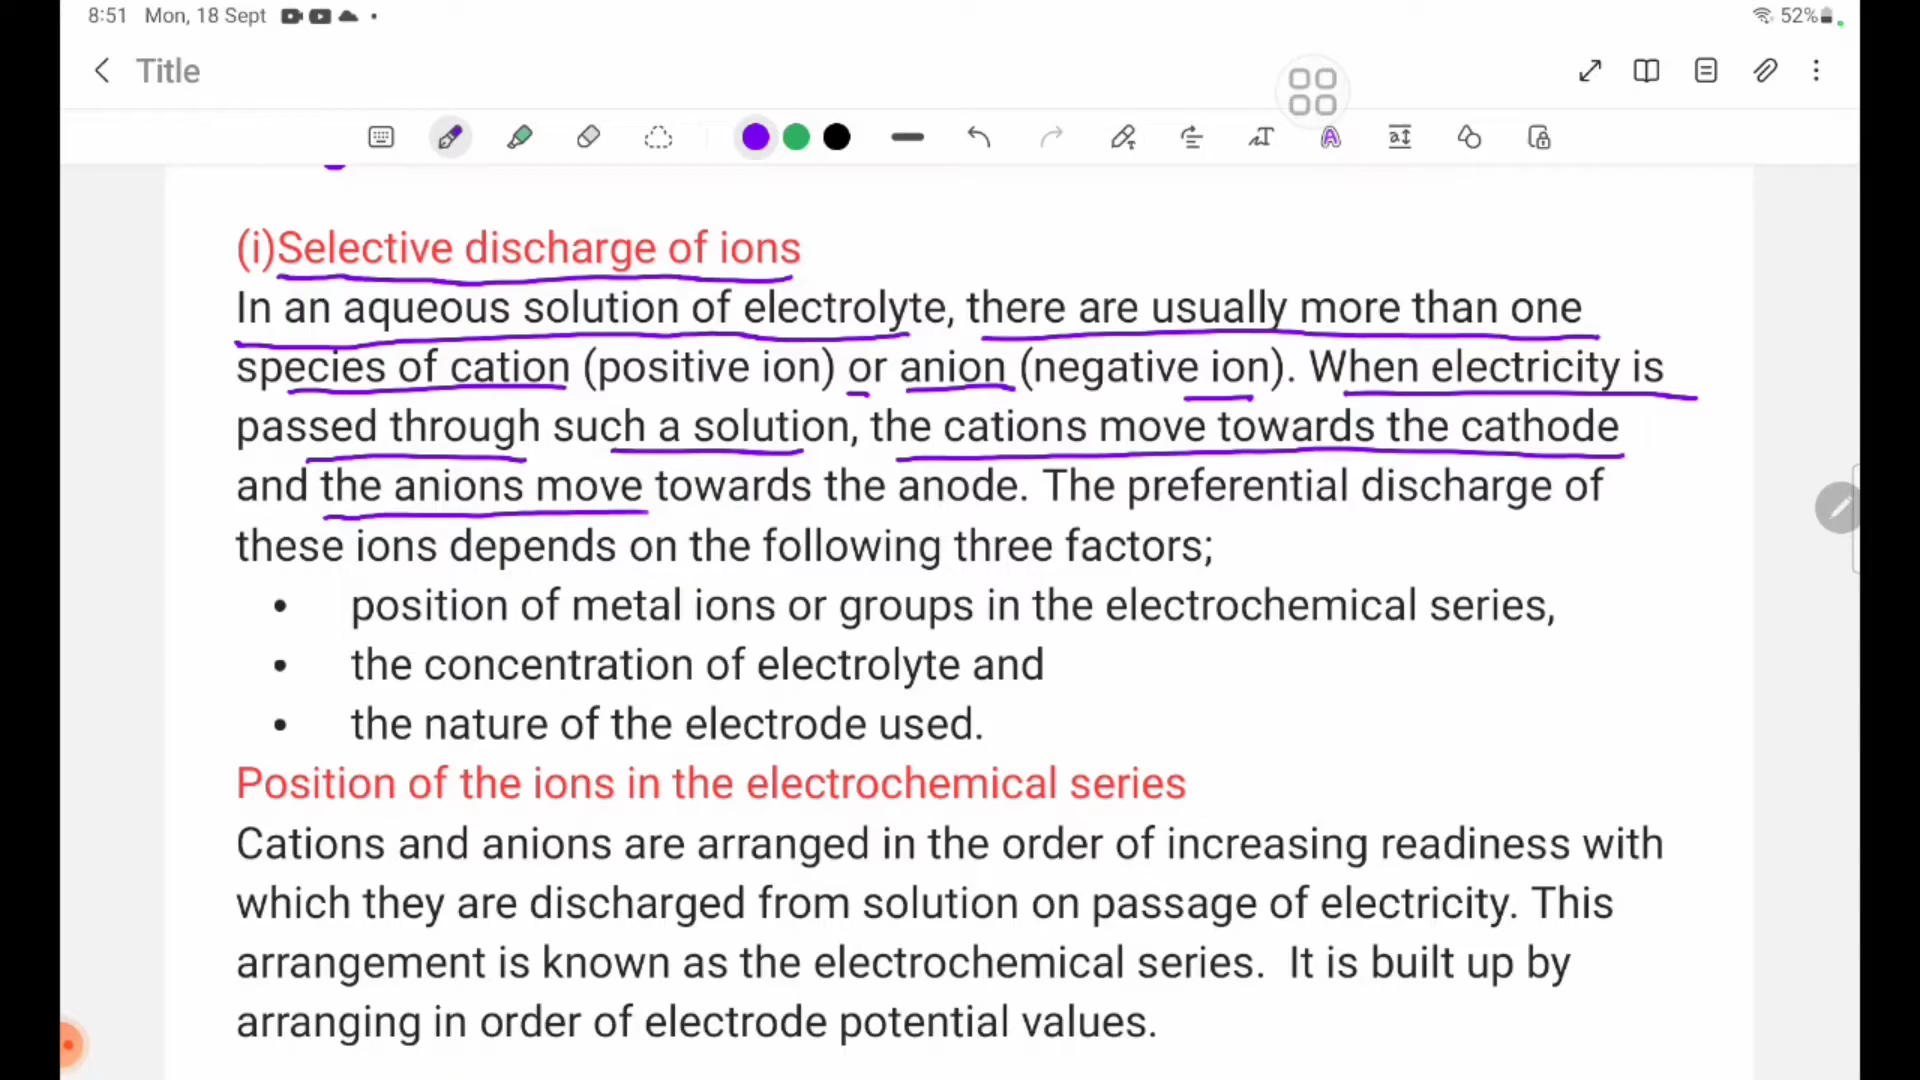 8:51 Mon, 18 Sept 52%
Title
(i)Selective discharge of ions
In an aqueous solution of electrolyte, there are usually more than one
species of cation (positive ion) or anion (negative ion). When electricity is
passed through such a solution, the cations move towards the cathode
and the anions move towards the anode. The preferential discharge of
these ions depends on the following three factors;
• position of metal ions or groups in the electrochemical series,
• the concentration of electrolyte and
• the nature of the electrode used.
Position of the ions in the electrochemical series
Cations and anions are arranged in the order of increasing readiness with
which they are discharged from solution on passage of electricity. This
arrangement is known as the electrochemical series. It is built up by
arranging in order of electrode potential values.